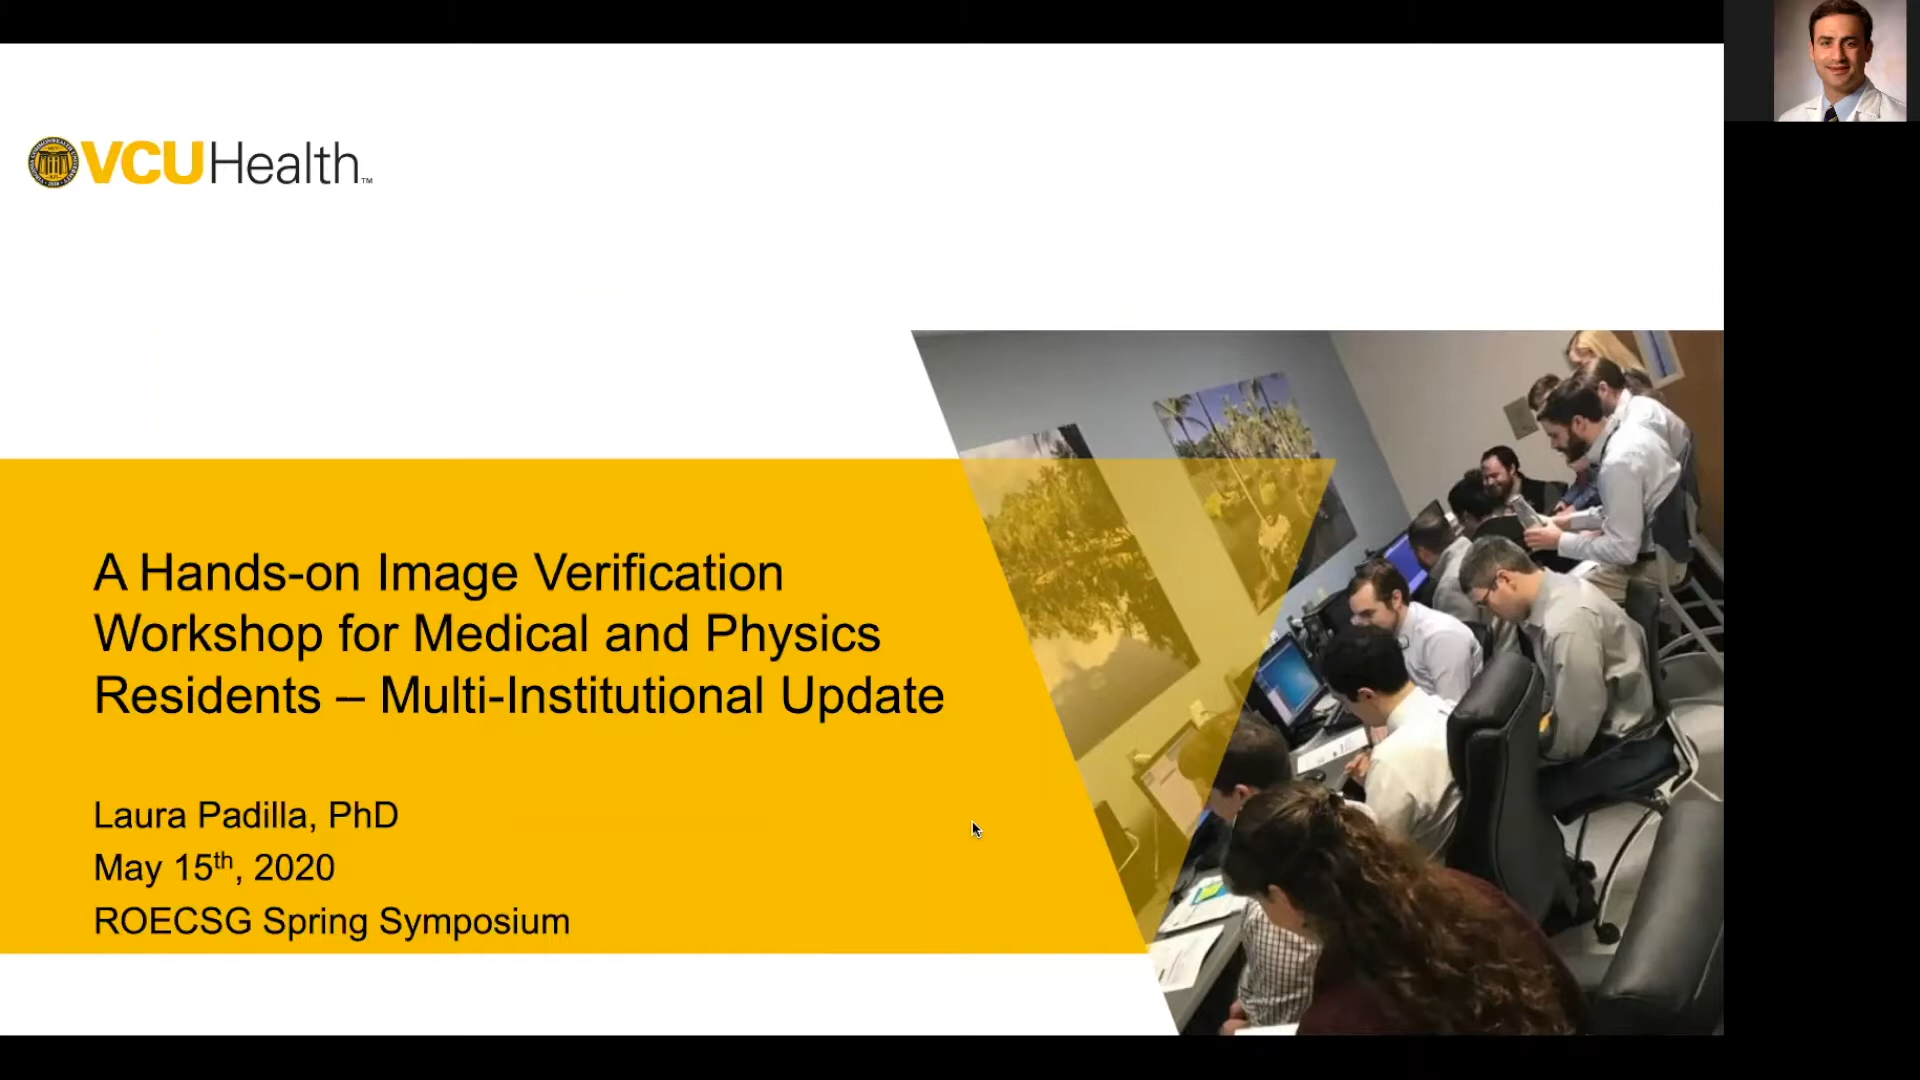 VCUHealth™
A Hands-on Image Verification
Workshop for Medical and Physics
Residents – Multi-Institutional Update
Laura Padilla, PhD
May 15th, 2020
ROECSG Spring Symposium